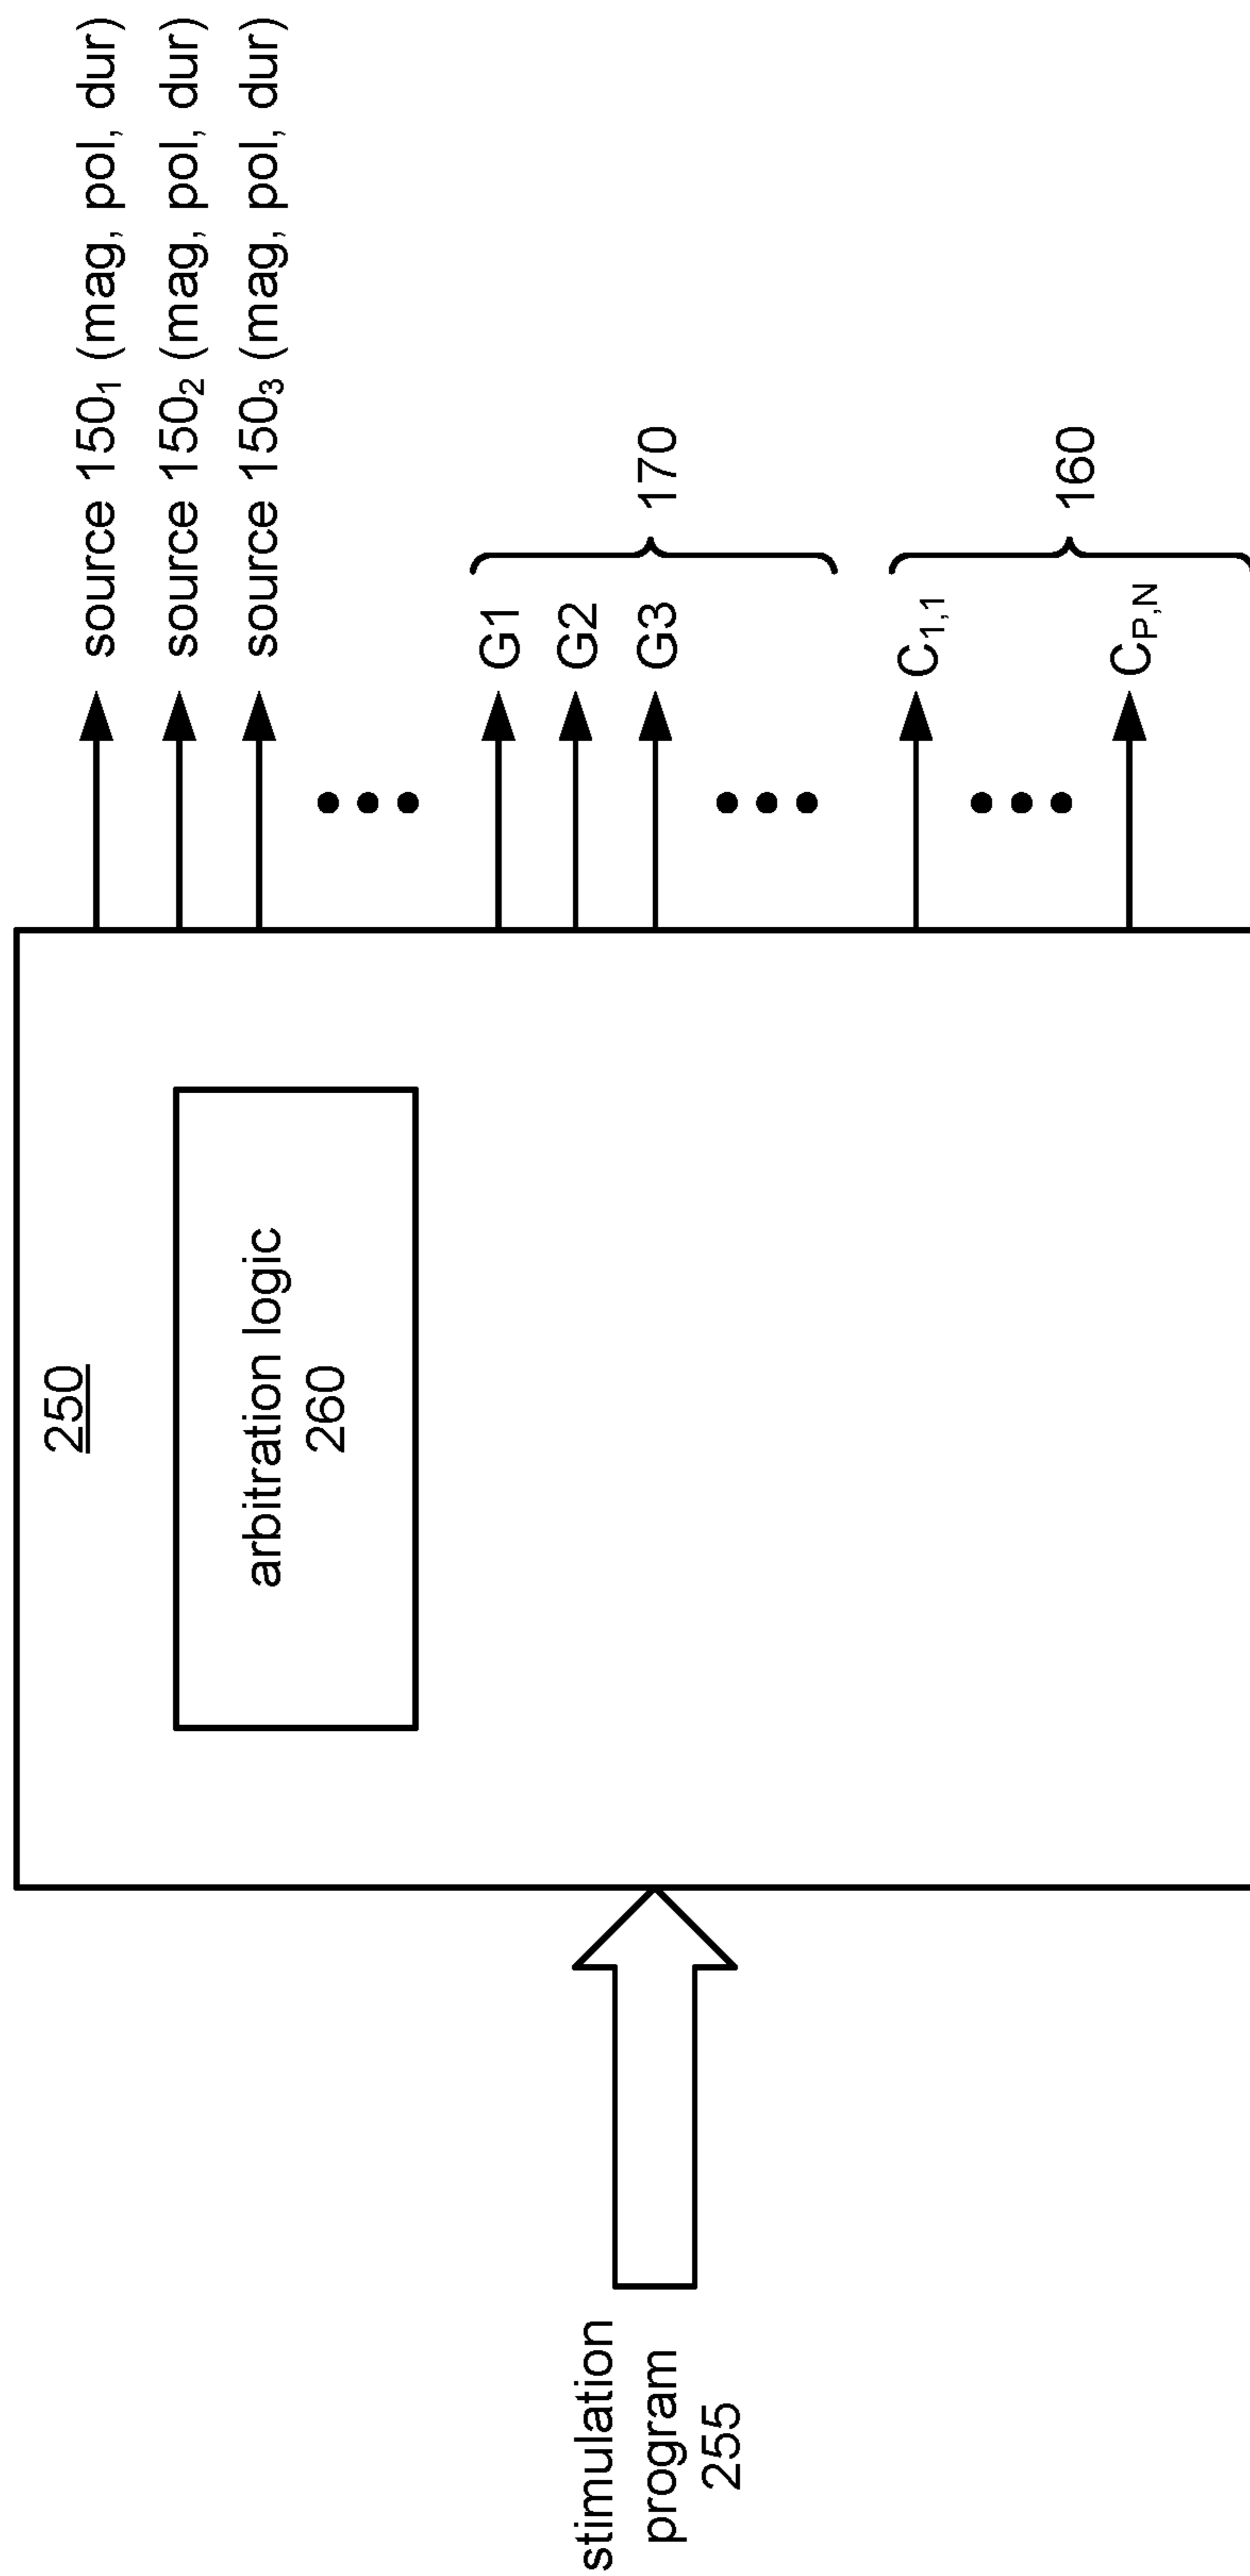 250
arbitration logic
260
stimulation
program
255
source 150₁ (mag, pol, dur)
source 150₂ (mag, pol, dur)
source 150₃ (mag, pol, dur)
G1
G2
G3
170
C₁,₁
C_P,N
160